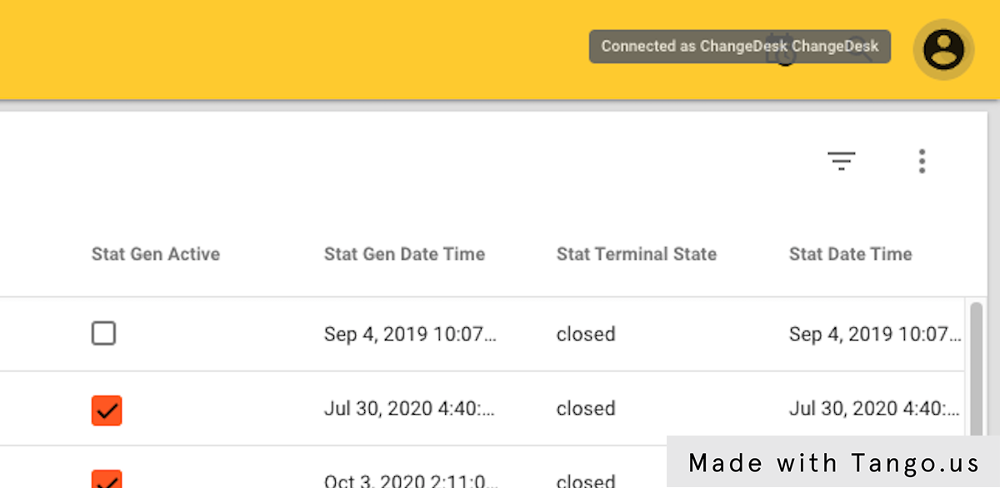 Connected as ChangeDesk ChangeDesk
Stat Gen Active Stat Gen Date Time Stat Terminal State Stat Date Time
Sep 4, 2019 10:07... closed Sep 4, 2019 10:07...
Jul 30, 2020 4:40:... closed Jul 30, 2020 4:40:...
Oct 3, 2020 2:11:0... closed
Made with Tango.us